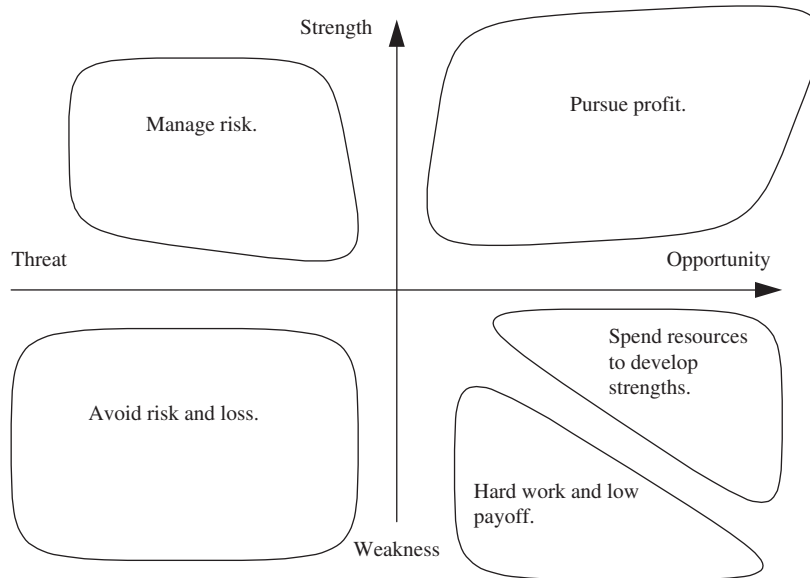 Strength
Manage risk.
Pursue profit.
Threat
Opportunity
Spend resources
to develop
strengths.
Avoid risk and loss.
Hard work and low
payoff.
Weakness